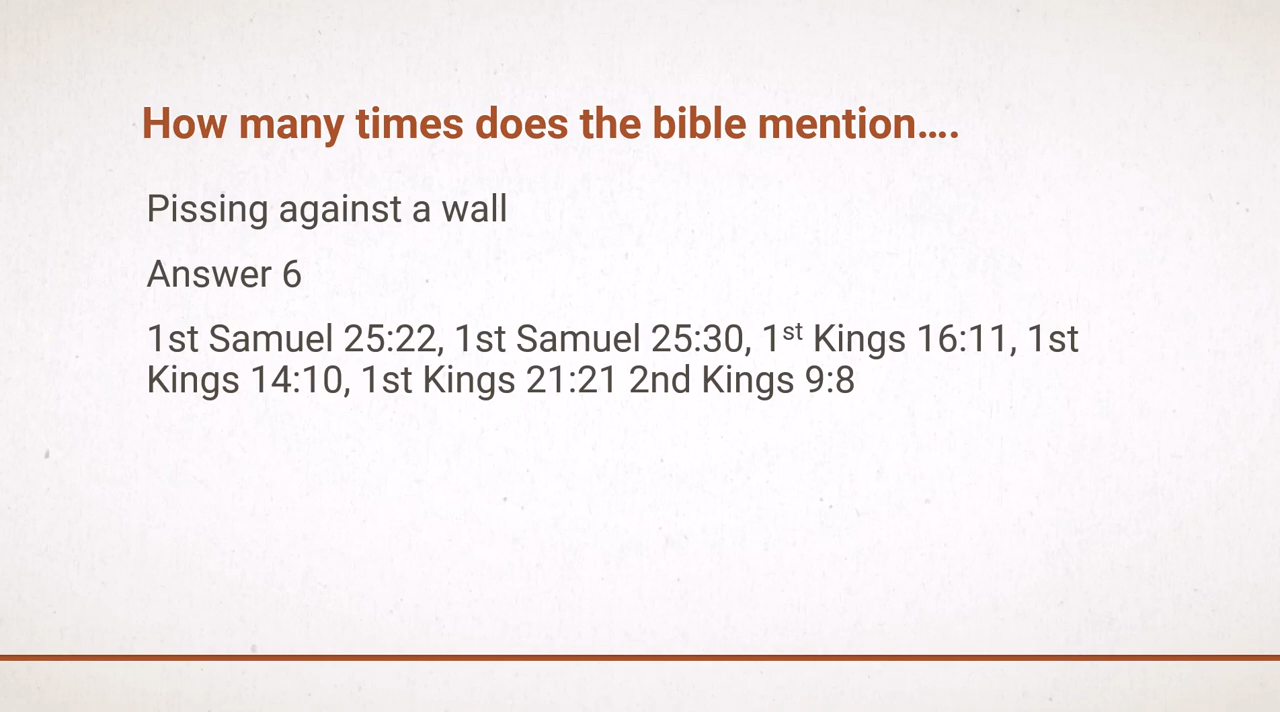 How many times does the bible mention….
Pissing against a wall
Answer 6
1st Samuel 25:22, 1st Samuel 25:30, 1st Kings 16:11, 1st
Kings 14:10, 1st Kings 21:21 2nd Kings 9:8